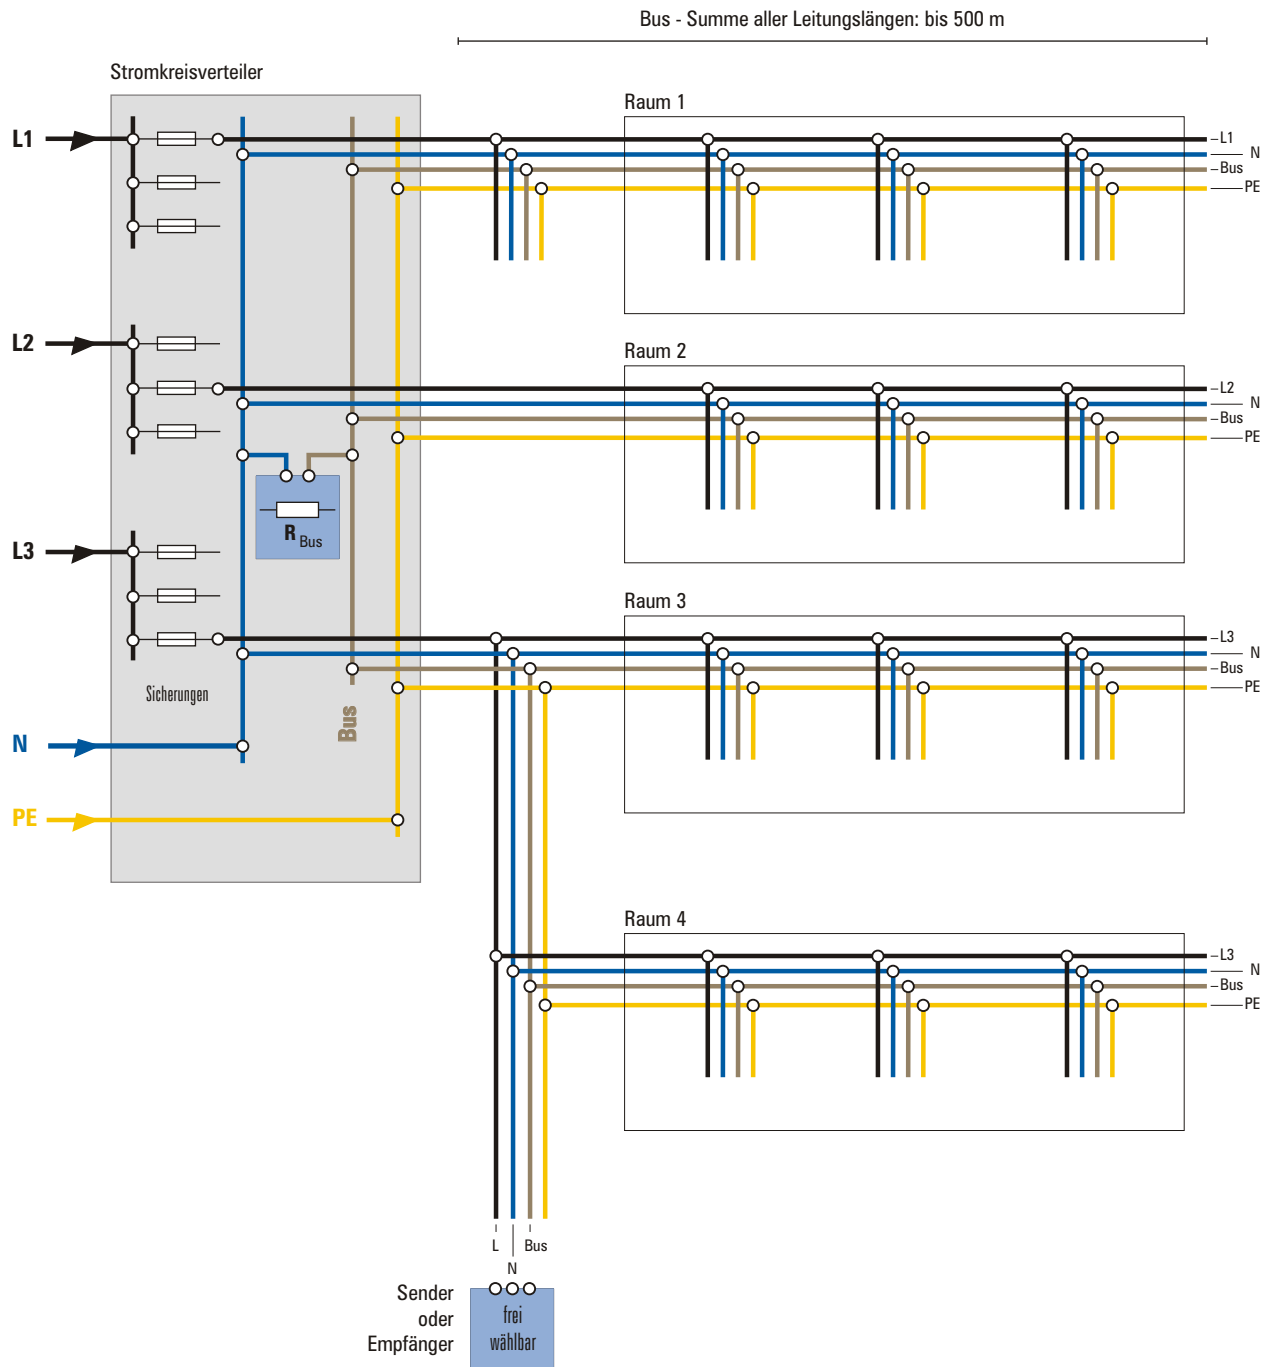 Bus - Summe aller Leitungslängen: bis 500 m
Stromkreisverteiler
Raum 1
L1
L1
N
Bus
PE
L2
Raum 2
L2
N
Bus
PE
R Bus
L3
Raum 3
L3
N
Bus
PE
Sicherungen
Bus
N
PE
Raum 4
L3
N
Bus
PE
L
Bus
N
Sender
oder
Empfänger
frei
wählbar